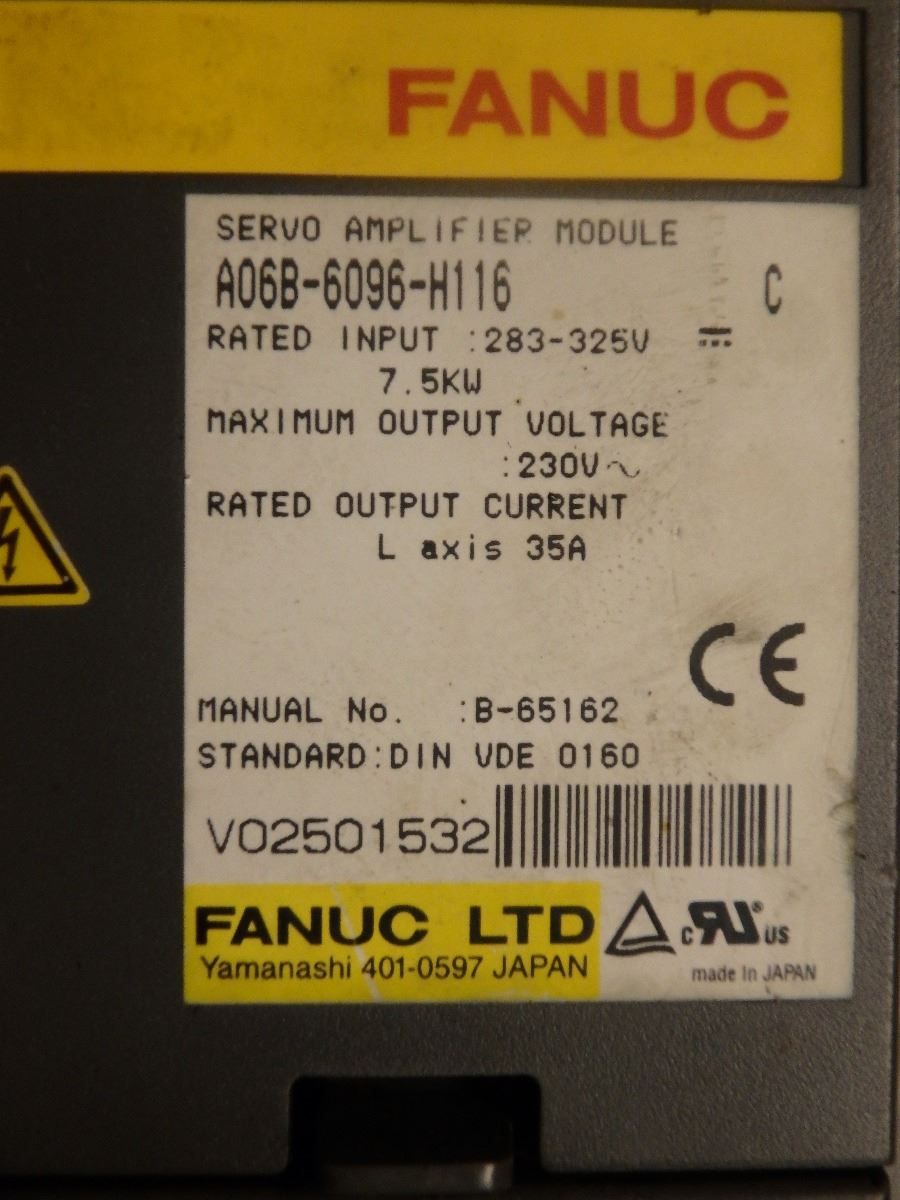 FANUC
SERVO AMPLIFIER MODULE
A06B-6096-H116 C
RATED INPUT :283-325V ⎓
7.5KW
MAXIMUM OUTPUT VOLTAGE
:230V~
RATED OUTPUT CURRENT
L axis 35A
CE
MANUAL No. :B-65162
STANDARD:DIN VDE 0160
V02501532
FANUC LTD
Yamanashi 401-0597 JAPAN
c RU ® US
made in JAPAN